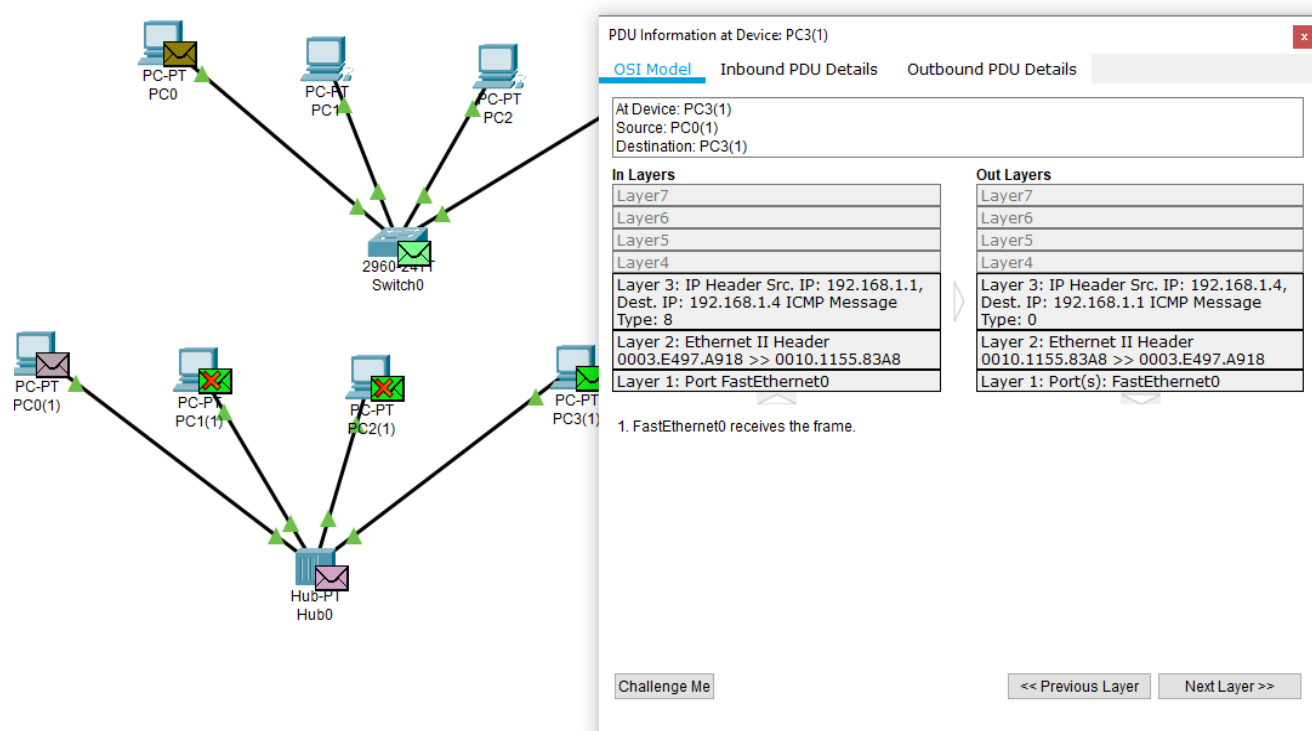 PC-PT
PC0
PC-PT
PC1
PC-PT
PC2
Switch0
PC-PT
PC0(1)
PC-PT
PC1(1)
PC-PT
PC2(1)
PC-PT
PC3(1)
Hub-PT
Hub0
PDU Information at Device: PC3(1)
x
OSI Model Inbound PDU Details Outbound PDU Details
At Device: PC3(1)
Source: PC0(1)
Destination: PC3(1)
In Layers
Layer7
Layer6
Layer5
Layer4
Layer 3: IP Header Src. IP: 192.168.1.1,
Dest. IP: 192.168.1.4 ICMP Message
Type: 8
Layer 2: Ethernet II Header
0003.E497.A918 >> 0010.1155.83A8
Layer 1: Port FastEthernet0
Out Layers
Layer7
Layer6
Layer5
Layer4
Layer 3: IP Header Src. IP: 192.168.1.4,
Dest. IP: 192.168.1.1 ICMP Message
Type: 0
Layer 2: Ethernet II Header
0010.1155.83A8 >> 0003.E497.A918
Layer 1: Port(s): FastEthernet0
1. FastEthernet0 receives the frame.
Challenge Me
<< Previous Layer
Next Layer >>